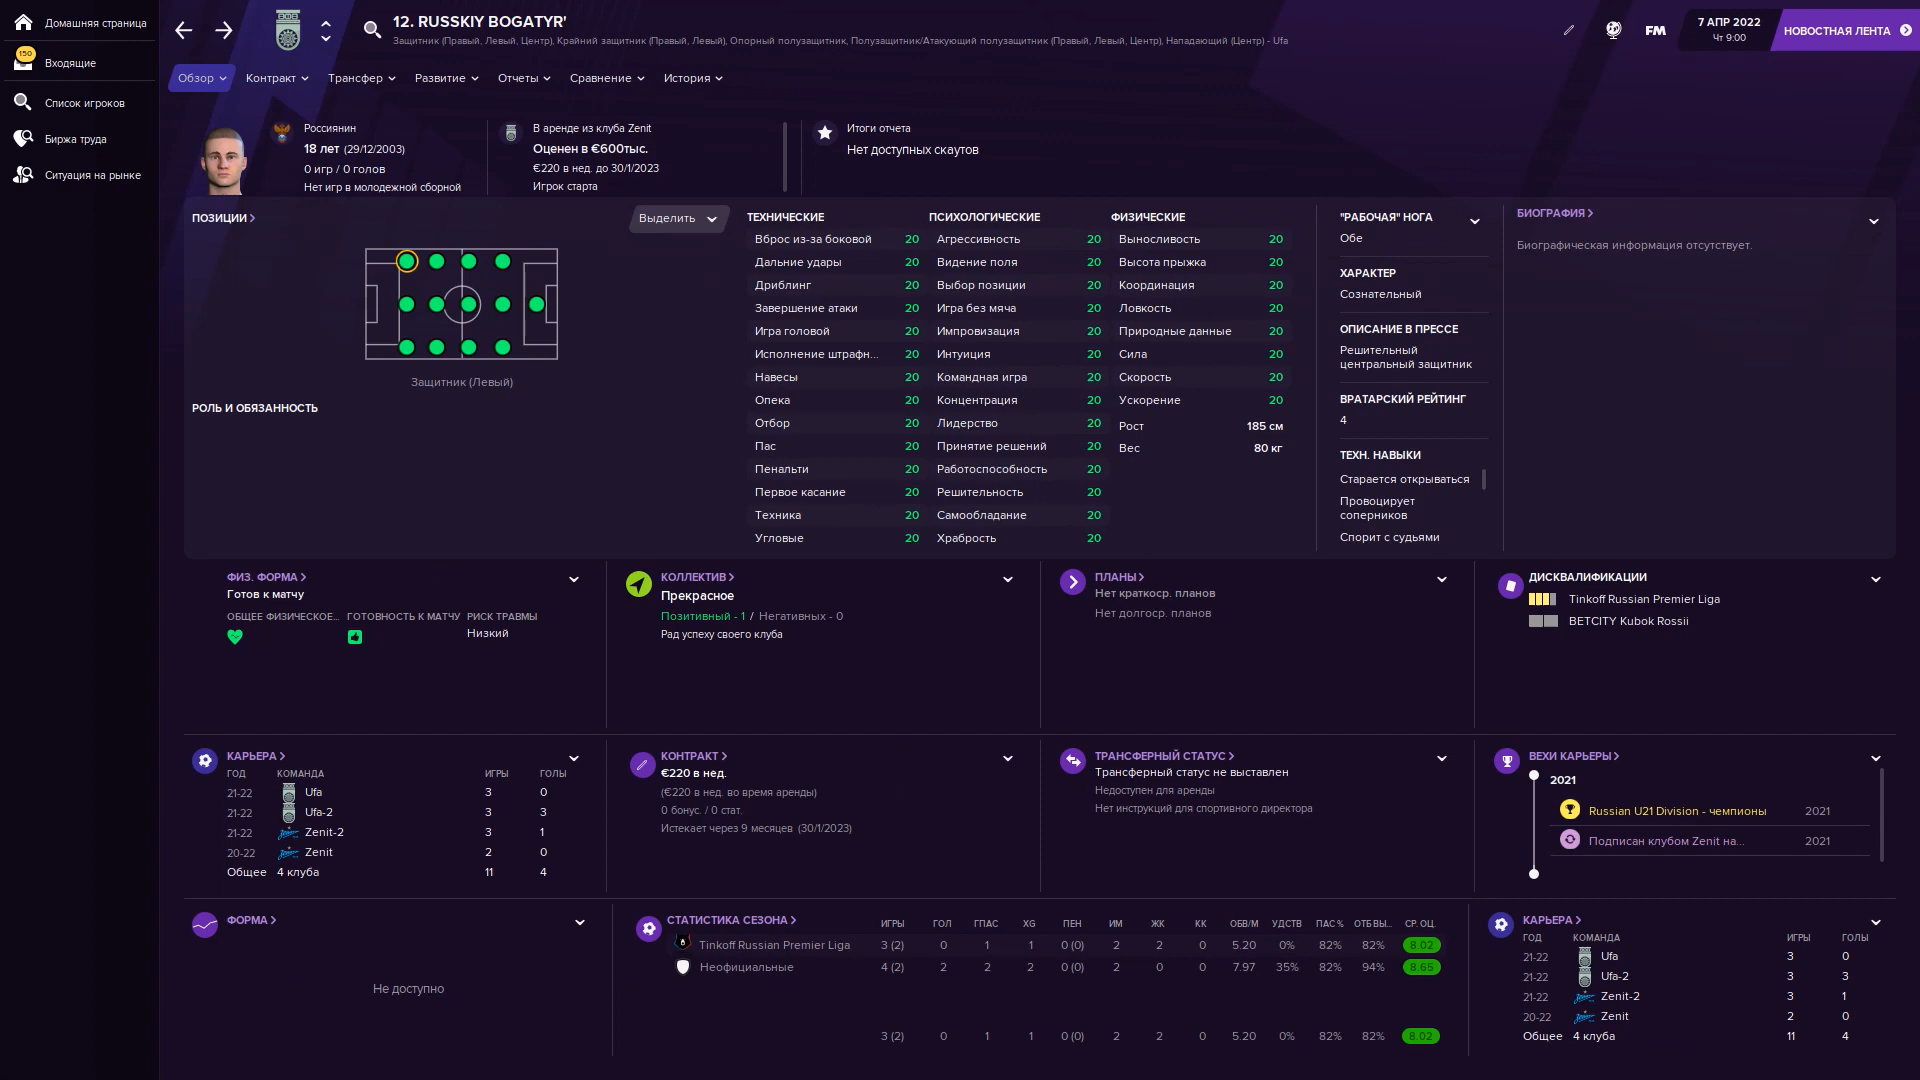 Домашняя страница
150
Входящие
Список игроков
Биржа труда
Ситуация на рынке
12. RUSSKIY BOGATYR'
Защитник (Правый, Левый, Центр), Крайний защитник (Правый, Левый), Опорный полузащитник, Полузащитник/Атакующий полузащитник (Правый, Левый, Центр), Нападающий (Центр) - Ufa
FM
7 АПР 2022
Чт 9:00
НОВОСТНАЯ ЛЕНТА
Обзор Контракт Трансфер Развитие Отчеты Сравнение История
Россиянин
18 лет (29/12/2003)
0 игр / 0 голов
Нет игр в молодежной сборной
В аренде из клуба Zenit
Оценен в €600тыс.
€220 в нед. до 30/1/2023
Игрок старта
Итоги отчета
Нет доступных скаутов
ПОЗИЦИИ
Выделить
Защитник (Левый)
РОЛЬ И ОБЯЗАННОСТЬ
ТЕХНИЧЕСКИЕ
Вброс из-за боковой 20
Дальние удары 20
Дриблинг 20
Завершение атаки 20
Игра головой 20
Исполнение штрафн... 20
Навесы 20
Опека 20
Отбор 20
Пас 20
Пенальти 20
Первое касание 20
Техника 20
Угловые 20
ПСИХОЛОГИЧЕСКИЕ
Агрессивность 20
Видение поля 20
Выбор позиции 20
Игра без мяча 20
Импровизация 20
Интуиция 20
Командная игра 20
Концентрация 20
Лидерство 20
Принятие решений 20
Работоспособность 20
Решительность 20
Самообладание 20
Храбрость 20
ФИЗИЧЕСКИЕ
Выносливость 20
Высота прыжка 20
Координация 20
Ловкость 20
Природные данные 20
Сила 20
Скорость 20
Ускорение 20
Рост 185 см
Вес 80 кг
"РАБОЧАЯ" НОГА
Обе
ХАРАКТЕР
Сознательный
ОПИСАНИЕ В ПРЕССЕ
Решительный
центральный защитник
ВРАТАРСКИЙ РЕЙТИНГ
4
ТЕХН. НАВЫКИ
Старается открываться
Провоцирует
соперников
Спорит с судьями
БИОГРАФИЯ
Биографическая информация отсутствует.
ФИЗ. ФОРМА
Готов к матчу
ОБЩЕЕ ФИЗИЧЕСКОЕ... ГОТОВНОСТЬ К МАТЧУ РИСК ТРАВМЫ
Низкий
КОЛЛЕКТИВ
Прекрасное
Позитивный - 1 / Негативных - 0
Рад успеху своего клуба
ПЛАНЫ
Нет краткоср. планов
Нет долгоср. планов
ДИСКВАЛИФИКАЦИИ
Tinkoff Russian Premier Liga
BETCITY Kubok Rossii
КАРЬЕРА
ГОД КОМАНДА ИГРЫ ГОЛЫ
21-22 Ufa 3 0
21-22 Ufa-2 3 3
21-22 Zenit-2 3 1
20-22 Zenit 2 0
Общее 4 клуба 11 4
КОНТРАКТ
€220 в нед.
(€220 в нед. во время аренды)
0 бонус. / 0 стат.
Истекает через 9 месяцев (30/1/2023)
ТРАНСФЕРНЫЙ СТАТУС
Трансферный статус не выставлен
Недоступен для аренды
Нет инструкций для спортивного директора
ВЕХИ КАРЬЕРЫ
2021
Russian U21 Division - чемпионы 2021
Подписан клубом Zenit на... 2021
ФОРМА
Не доступно
СТАТИСТИКА СЕЗОНА ИГРЫ ГОЛ ГПАС XG ПЕН ИМ ЖК КК ОБВ/М УДСТВ ПАС % ОТБ ВЫ... СР. ОЦ.
Tinkoff Russian Premier Liga 3 (2) 0 1 1 0 (0) 2 2 0 5.20 0% 82% 82% 8.02
Неофициальные 4 (2) 2 2 2 0 (0) 2 0 0 7.97 35% 82% 94% 8.65
3 (2) 0 1 1 0 (0) 2 2 0 5.20 0% 82% 82% 8.02
КАРЬЕРА
ГОД КОМАНДА ИГРЫ ГОЛЫ
21-22 Ufa 3 0
21-22 Ufa-2 3 3
21-22 Zenit-2 3 1
20-22 Zenit 2 0
Общее 4 клуба 11 4